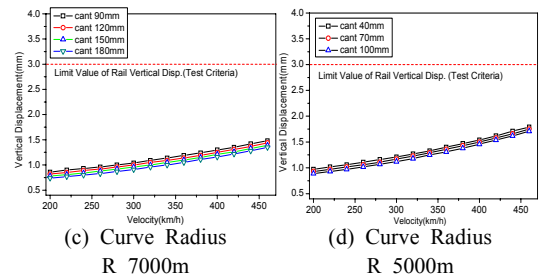 cant 90mm
cant 120mm
cant 150mm
cant 180mm
Limit Value of Rail Vertical Disp.(Test Criteria)
Vertical Displacement(mm)
4.0
3.5
3.0
2.5
2.0
1.5
1.0
0.5
200 250 300 350 400 450
Velocity(km/h)
(c) Curve Radius
R 7000m
cant 40mm
cant 70mm
cant 100mm
Limit Value of Rail Vertical Disp.(Test Criteria)
Vertical Displacement(mm)
4.0
3.5
3.0
2.5
2.0
1.5
1.0
0.5
200 250 300 350 400 450
Velocity(km/h)
(d) Curve Radius
R 5000m